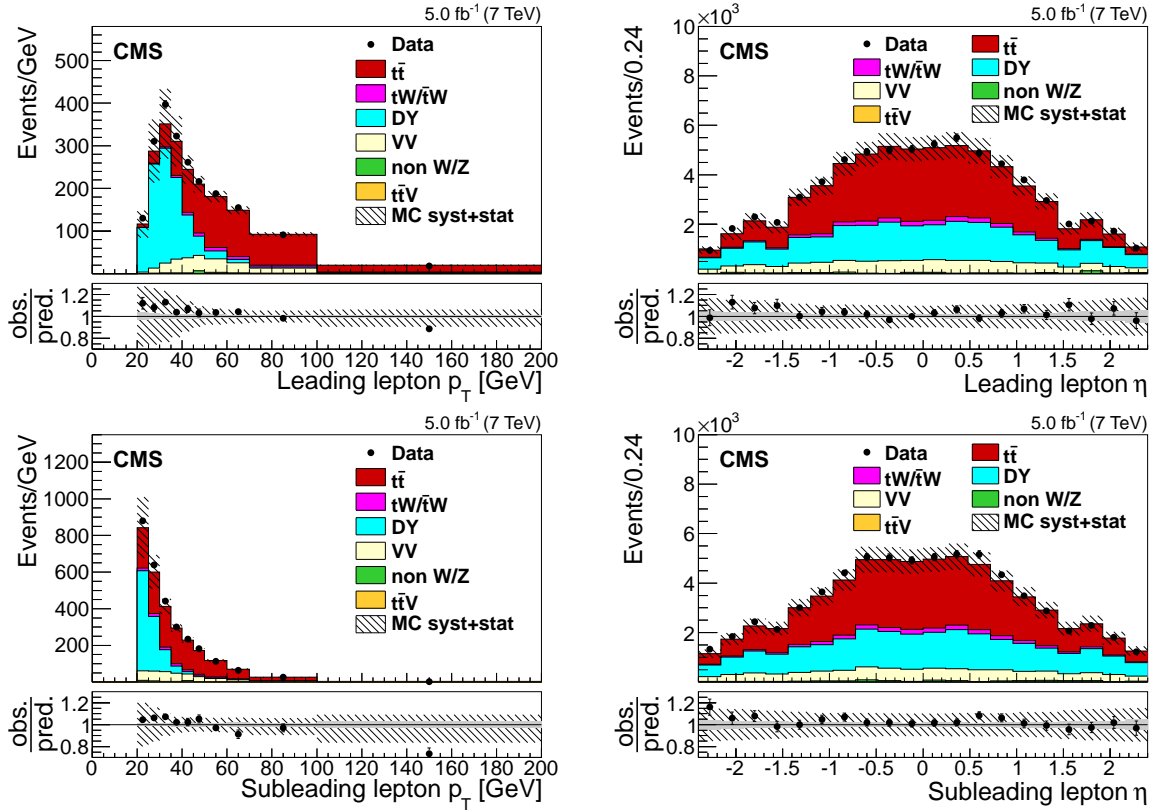 5.0 fb⁻¹ (7 TeV)
CMS
Events/GeV
500
400
300
200
100
Data
tt̄
tW/t̄W
DY
VV
non W/Z
tt̄V
MC syst+stat
obs.
pred.
1.2
1
0.8
0 20 40 60 80 100 120 140 160 180 200
Leading lepton p_T [GeV]
×10³
5.0 fb⁻¹ (7 TeV)
CMS
Events/0.24
10
8
6
4
2
Data
tt̄
tW/t̄W
DY
VV
non W/Z
tt̄V
MC syst+stat
obs.
pred.
1.2
1
0.8
-2 -1.5 -1 -0.5 0 0.5 1 1.5 2
Leading lepton η
5.0 fb⁻¹ (7 TeV)
CMS
Events/GeV
1200
1000
800
600
400
200
Data
tt̄
tW/t̄W
DY
VV
non W/Z
tt̄V
MC syst+stat
obs.
pred.
1.2
1
0.8
0 20 40 60 80 100 120 140 160 180 200
Subleading lepton p_T [GeV]
×10³
5.0 fb⁻¹ (7 TeV)
CMS
Events/0.24
10
8
6
4
2
Data
tt̄
tW/t̄W
DY
VV
non W/Z
tt̄V
MC syst+stat
obs.
pred.
1.2
1
0.8
-2 -1.5 -1 -0.5 0 0.5 1 1.5 2
Subleading lepton η